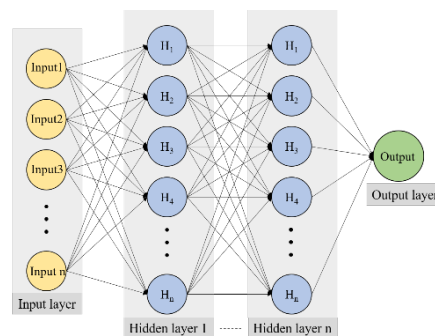 Input1
Input2
Input3
Input n
Input layer
H1
H2
H3
H4
Hn
Hidden layer 1
H1
H2
H3
H4
Hn
Hidden layer n
Output
Output layer